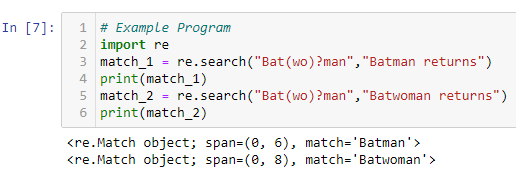 In [7]:
1 # Example Program
2 import re
3 match_1 = re.search("Bat(wo)?man","Batman returns")
4 print(match_1)
5 match_2 = re.search("Bat(wo)?man","Batwoman returns")
6 print(match_2)
<re.Match object; span=(0, 6), match='Batman'>
<re.Match object; span=(0, 8), match='Batwoman'>